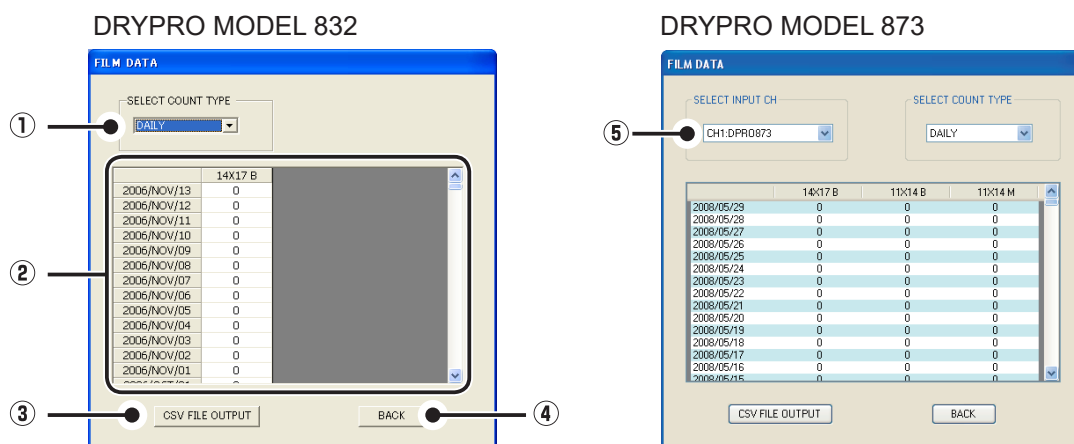 DRYPRO MODEL 832
FILM DATA
SELECT COUNT TYPE
① DAILY
②
14X17 B
2006/NOV/13 0
2006/NOV/12 0
2006/NOV/11 0
2006/NOV/10 0
2006/NOV/09 0
2006/NOV/08 0
2006/NOV/07 0
2006/NOV/06 0
2006/NOV/05 0
2006/NOV/04 0
2006/NOV/03 0
2006/NOV/02 0
2006/NOV/01 0
③ CSV FILE OUTPUT BACK ④
DRYPRO MODEL 873
FILM DATA
SELECT INPUT CH SELECT COUNT TYPE
⑤ CH1:DPRO873 DAILY
14X17 B 11X14 B 11X14 M
2008/05/29 0 0 0
2008/05/28 0 0 0
2008/05/27 0 0 0
2008/05/26 0 0 0
2008/05/25 0 0 0
2008/05/24 0 0 0
2008/05/23 0 0 0
2008/05/22 0 0 0
2008/05/21 0 0 0
2008/05/20 0 0 0
2008/05/19 0 0 0
2008/05/18 0 0 0
2008/05/17 0 0 0
2008/05/16 0 0 0
2008/05/15 0 0 0
CSV FILE OUTPUT BACK